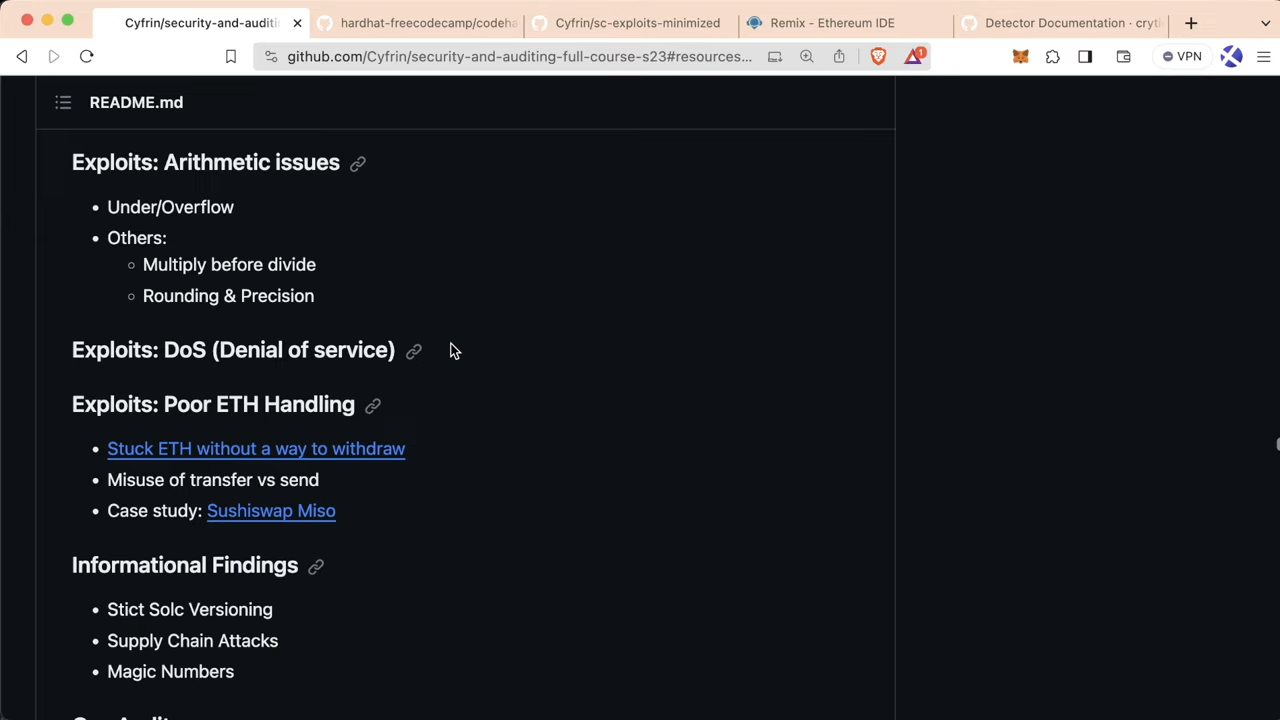 Cyfrin/security-and-auditi
hardhat-freecodecamp/codeha
Cyfrin/sc-exploits-minimized
Remix - Ethereum IDE
Detector Documentation · cryti
github.com/Cyfrin/security-and-auditing-full-course-s23#resources...
1
VPN
README.md
Exploits: Arithmetic issues
• Under/Overflow
• Others:
◦ Multiply before divide
◦ Rounding & Precision
Exploits: DoS (Denial of service)
Exploits: Poor ETH Handling
• Stuck ETH without a way to withdraw
• Misuse of transfer vs send
• Case study: Sushiswap Miso
Informational Findings
• Stict Solc Versioning
• Supply Chain Attacks
• Magic Numbers